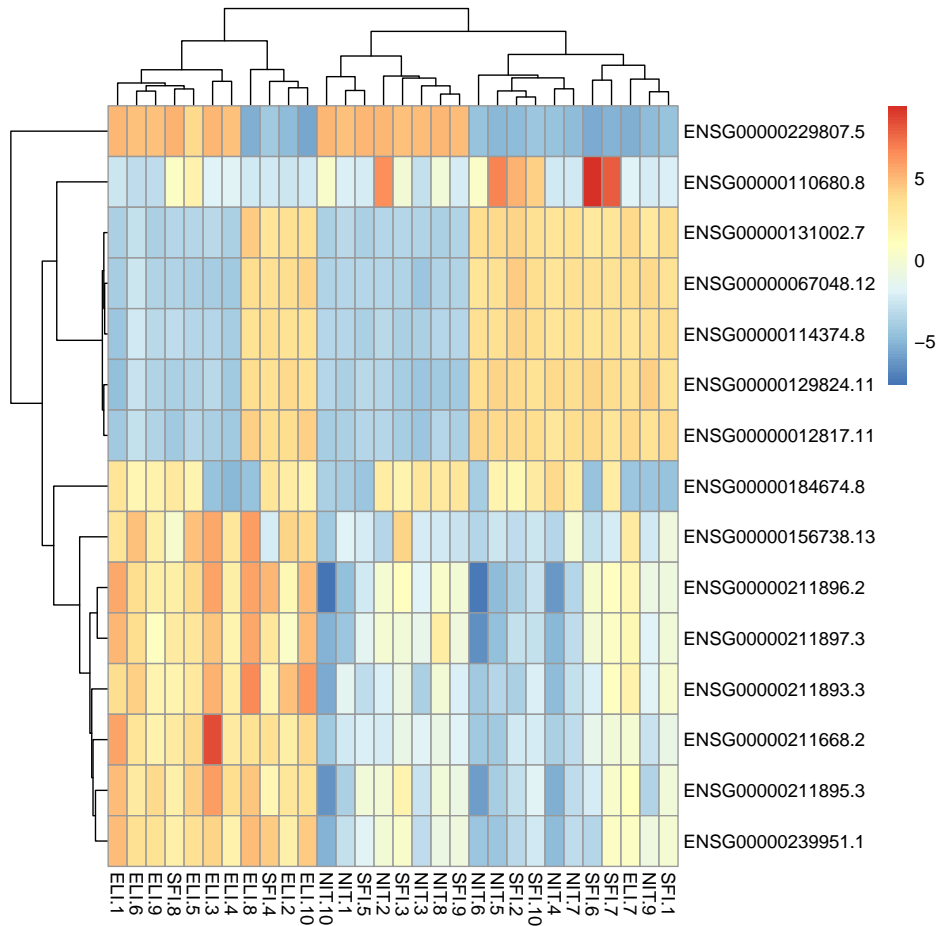 ENSG00000229807.5
ENSG00000110680.8
ENSG00000131002.7
ENSG00000067048.12
ENSG00000114374.8
ENSG00000129824.11
ENSG00000012817.11
ENSG00000184674.8
ENSG00000156738.13
ENSG00000211896.2
ENSG00000211897.3
ENSG00000211893.3
ENSG00000211668.2
ENSG00000211895.3
ENSG00000239951.1
5
0
−5
ELI.1
ELI.6
ELI.9
SFI.8
ELI.5
ELI.3
ELI.4
ELI.8
SFI.4
ELI.2
ELI.10
NIT.10
NIT.1
SFI.5
NIT.2
SFI.3
NIT.3
NIT.8
SFI.9
NIT.6
NIT.5
SFI.2
SFI.10
NIT.4
NIT.7
SFI.6
SFI.7
ELI.7
NIT.9
SFI.1